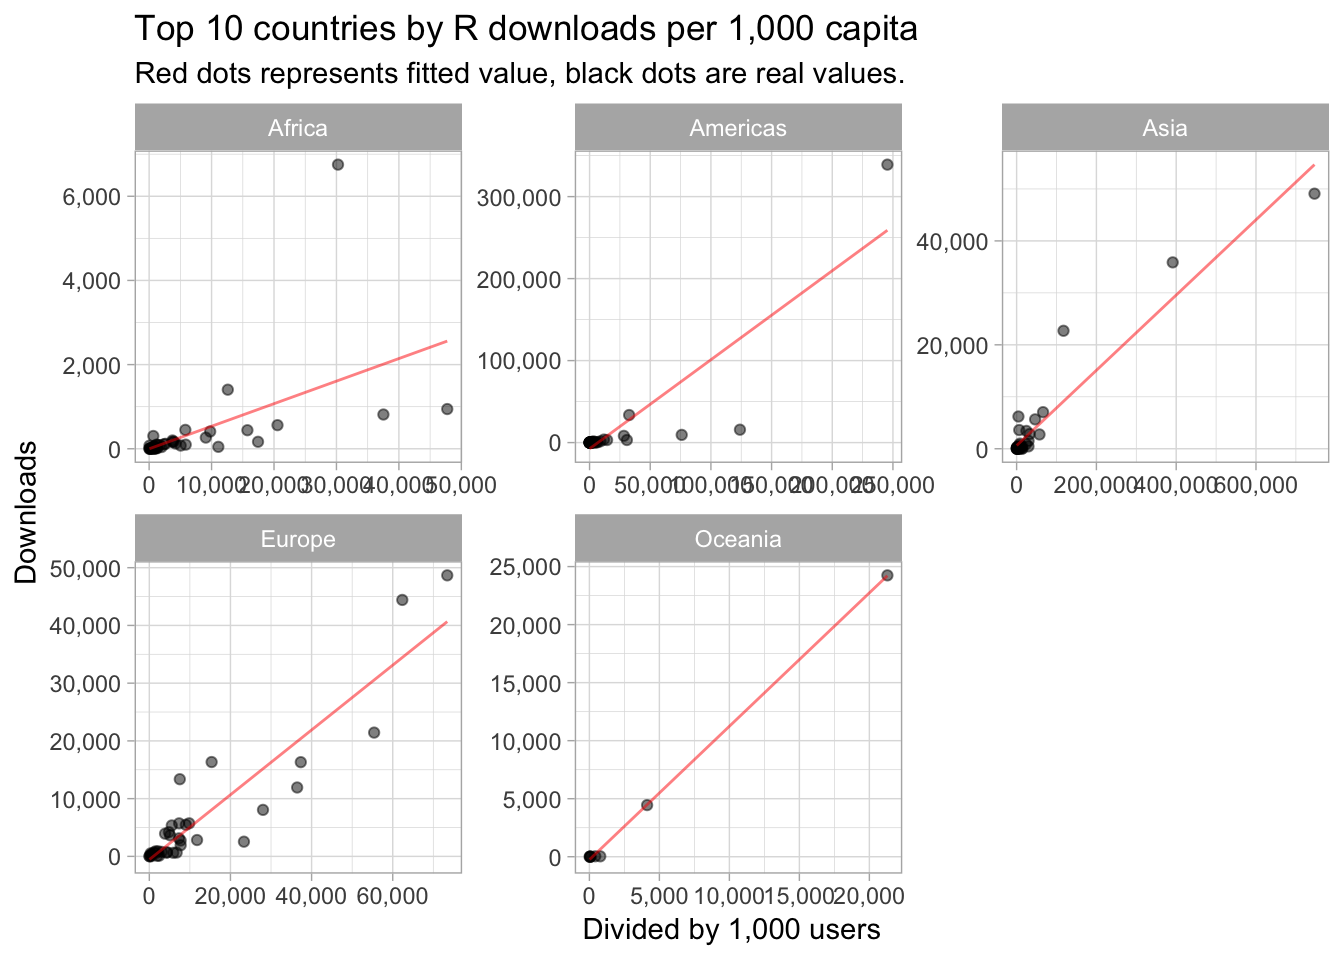 Top 10 countries by R downloads per 1,000 capita
Red dots represents fitted value, black dots are real values.
Africa
Americas
Asia
6,000
4,000
2,000
0
300,000
200,000
100,000
0
40,000
20,000
0
0 10,000 20,000 30,000 40,000 50,000
0 50,000 100,000 150,000 200,000 250,000
0 200,000 400,000 600,000
Downloads
Europe
Oceania
50,000
40,000
30,000
20,000
10,000
0
25,000
20,000
15,000
10,000
5,000
0
0 20,000 40,000 60,000
0 5,000 10,000 15,000 20,000
Divided by 1,000 users